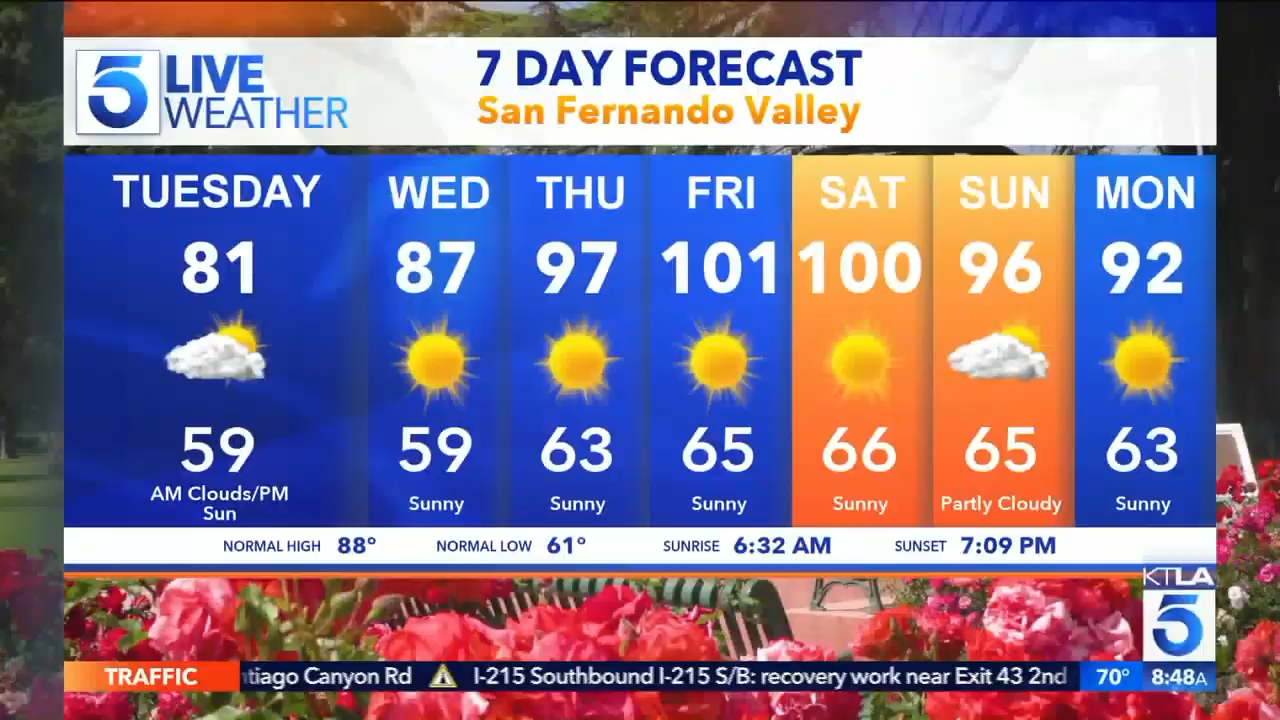 5 LIVE
WEATHER
7 DAY FORECAST
San Fernando Valley
TUESDAY WED THU FRI SAT SUN MON
81 87 97 101 100 96 92
59 59 63 65 66 65 63
AM Clouds/PM
Sun
Sunny Sunny Sunny Sunny Partly Cloudy Sunny
NORMAL HIGH 88° NORMAL LOW 61° SUNRISE 6:32 AM SUNSET 7:09 PM
KTLA
5
TRAFFIC tiago Canyon Rd I-215 Southbound I-215 S/B: recovery work near Exit 43 2nd 70° 8:48A